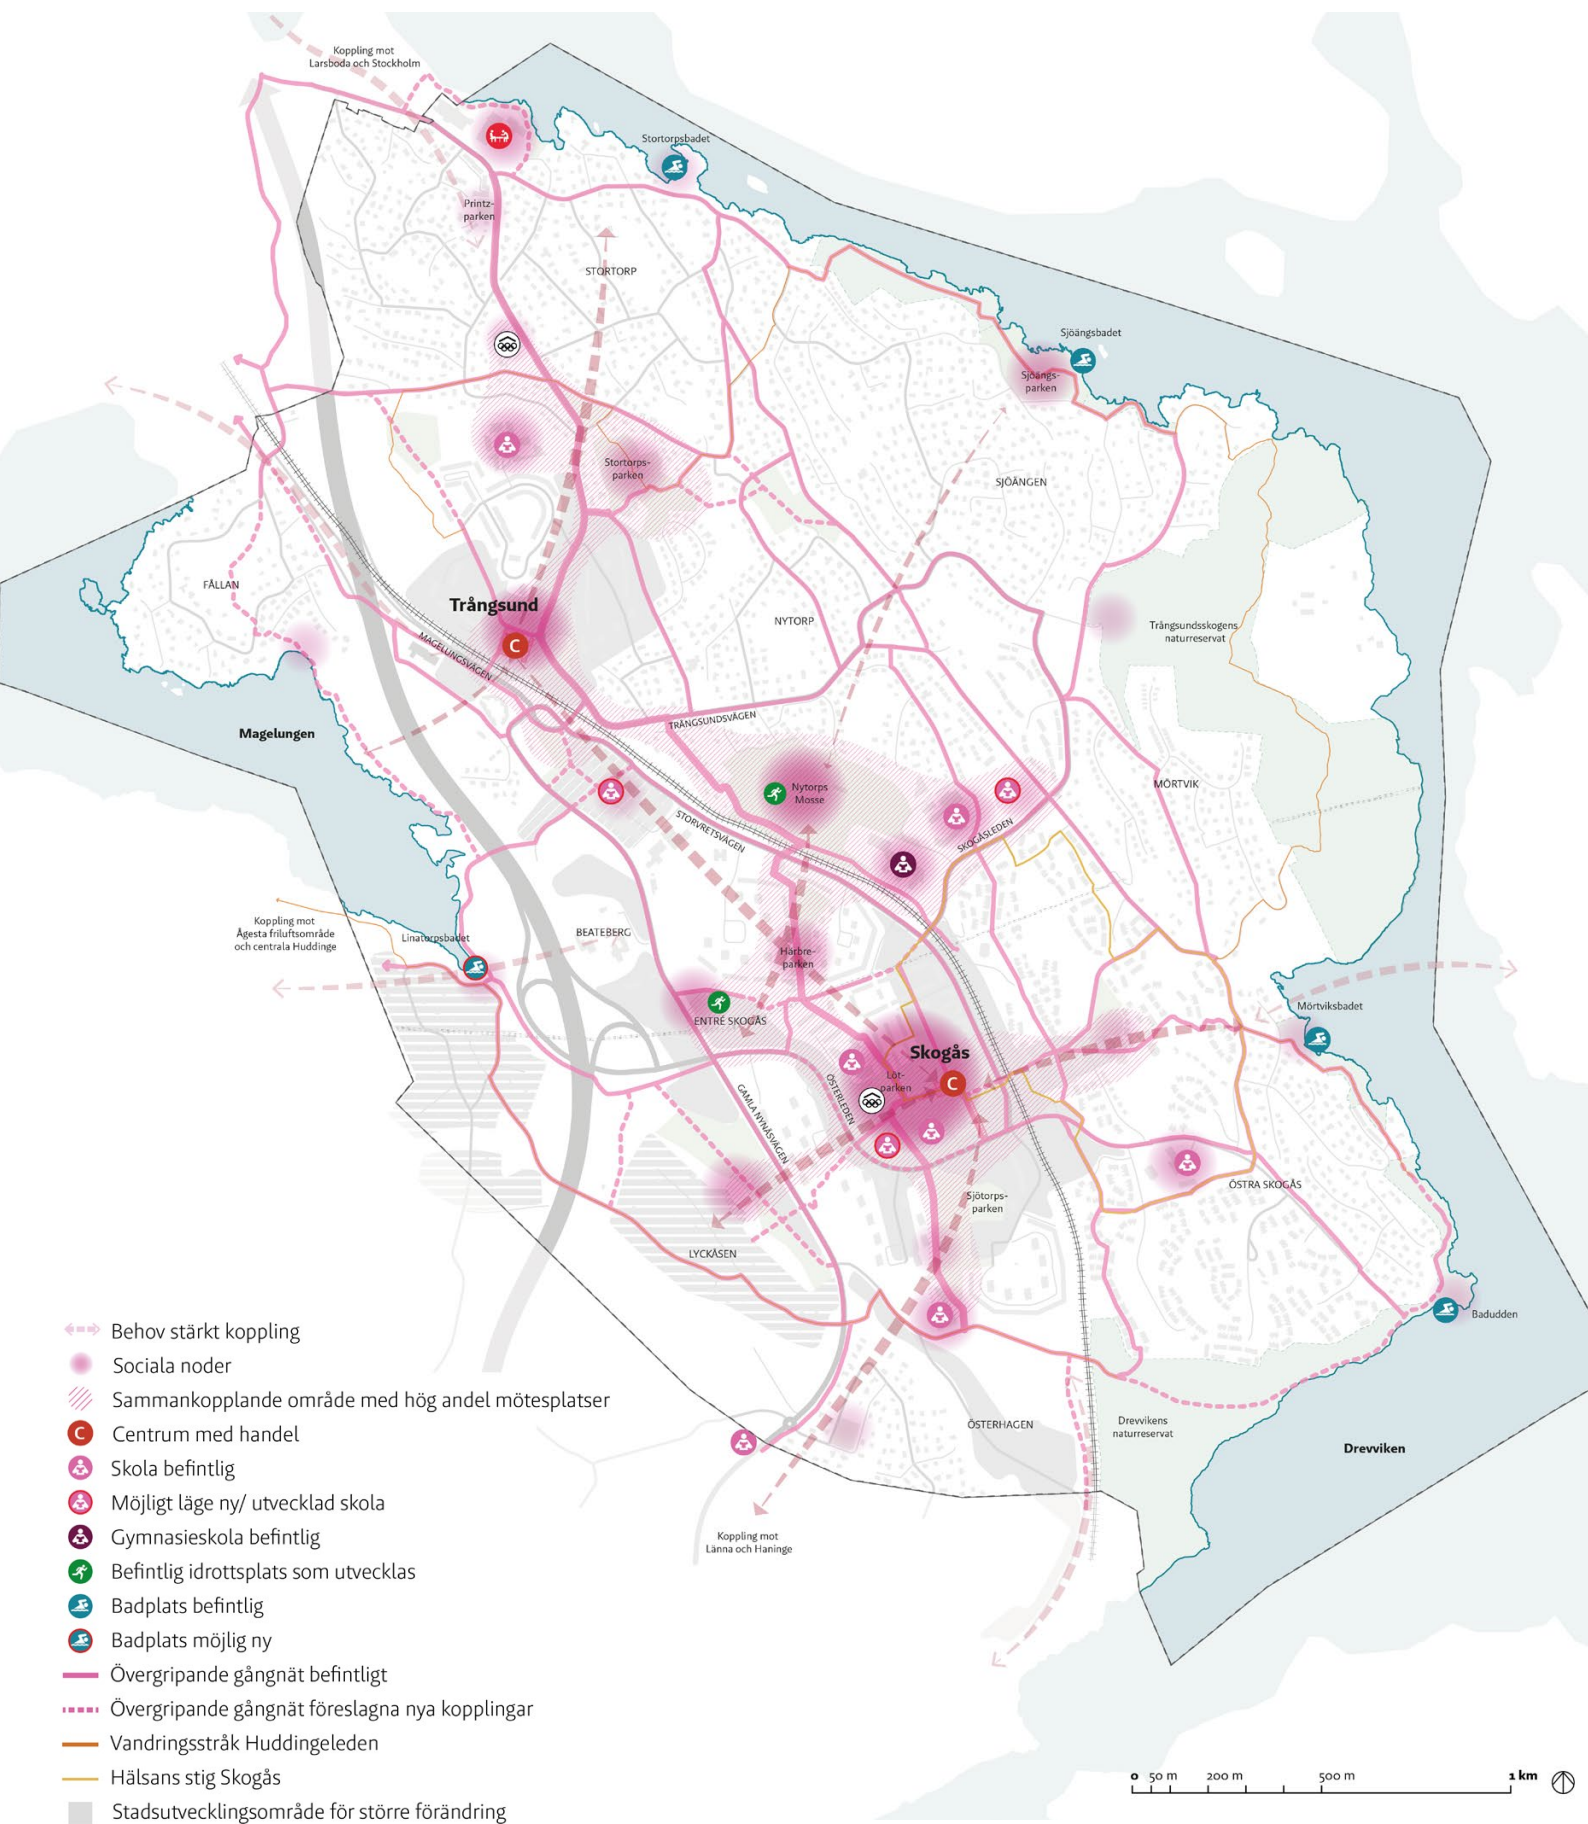 Koppling mot
Larsboda och Stockholm
Stortorpsbadet
Printz-
parken
STORTORP
Sjöängsbadet
Sjöängs-
parken
Stortorps-
parken
SJÖÄNGEN
FÅLLAN
Trångsund
C
MAGELUNGSVÄGEN
NYTORP
Trångsundsskogens
naturreservat
Magelungen
TRÅNGSUNDSVÄGEN
Nytorps
Mosse
MÖRTVIK
STORVRETSVÄGEN
SKOGÅSLEDEN
Koppling mot
Ågesta friluftsområde
och centrala Huddinge
Linatorpsbadet
BEATEBERG
Härbre-
parken
Mörtviksbadet
ENTRÉ SKOGÅS
Skogås
Löt-
parken
C
ÖSTERLEDEN
GAMLA NYNÄSVÄGEN
ÖSTRA SKOGÅS
Sjötorps-
parken
LYCKÅSEN
Badudden
ÖSTERHAGEN
Drevvikens
naturreservat
Drevviken
Koppling mot
Länna och Haninge
Behov stärkt koppling
Sociala noder
Sammankopplande område med hög andel mötesplatser
C Centrum med handel
Skola befintlig
Möjligt läge ny/ utvecklad skola
Gymnasieskola befintlig
Befintlig idrottsplats som utvecklas
Badplats befintlig
Badplats möjlig ny
Övergripande gångnät befintligt
Övergripande gångnät föreslagna nya kopplingar
Vandringsstråk Huddingeleden
Hälsans stig Skogås
Stadsutvecklingsområde för större förändring
0 50 m 200 m 500 m 1 km